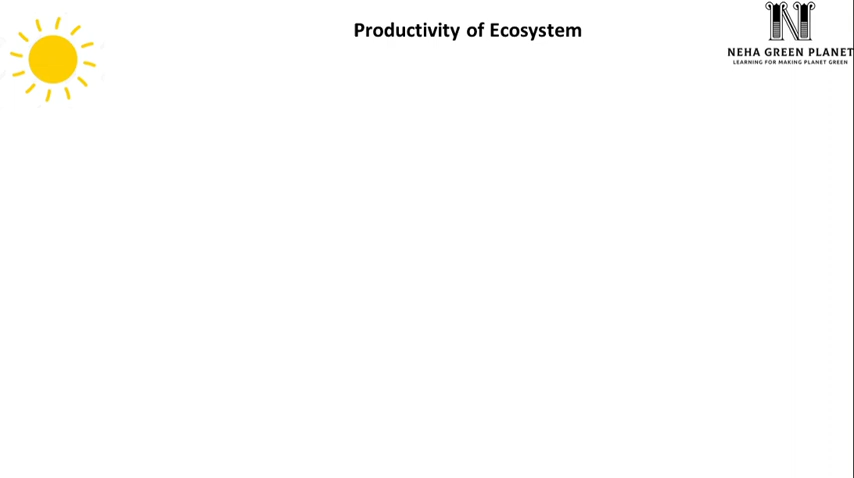 Productivity of Ecosystem
N
NEHA GREEN PLANET
LEARNING FOR MAKING PLANET GREEN